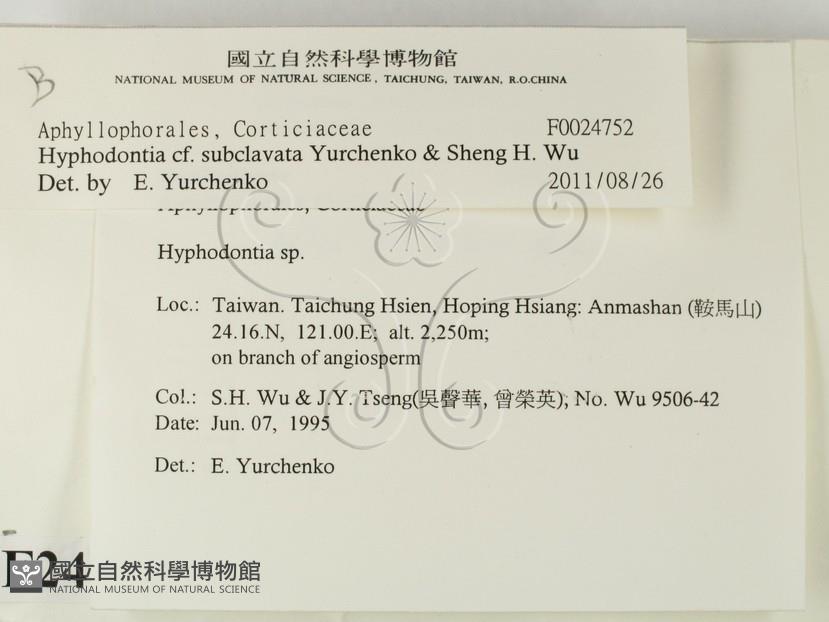 B
國立自然科學博物館
NATIONAL MUSEUM OF NATURAL SCIENCE, TAICHUNG, TAIWAN, R.O.CHINA
Aphyllophorales, Corticiaceae F0024752
Hyphodontia cf. subclavata Yurchenko & Sheng H. Wu
Det. by E. Yurchenko 2011/08/26
Aphyllophorales, Corticiaceae
Hyphodontia sp.
Loc.: Taiwan. Taichung Hsien, Hoping Hsiang: Anmashan (鞍馬山)
24.16.N, 121.00.E; alt. 2,250m;
on branch of angiosperm
Col.: S.H. Wu & J.Y. Tseng(吳聲華, 曾榮英), No. Wu 9506-42
Date: Jun. 07, 1995
Det.: E. Yurchenko
F24
國立自然科學博物館
NATIONAL MUSEUM OF NATURAL SCIENCE